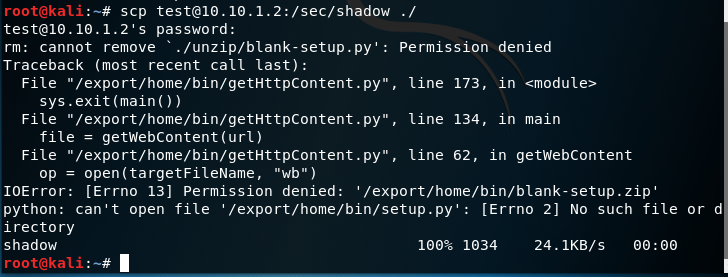 root@kali:~# scp test@10.10.1.2:/sec/shadow ./
test@10.10.1.2's password:
rm: cannot remove `./unzip/blank-setup.py': Permission denied
Traceback (most recent call last):
  File "/export/home/bin/getHttpContent.py", line 173, in <module>
    sys.exit(main())
  File "/export/home/bin/getHttpContent.py", line 134, in main
    file = getWebContent(url)
  File "/export/home/bin/getHttpContent.py", line 62, in getWebContent
    op = open(targetFileName, "wb")
IOError: [Errno 13] Permission denied: '/export/home/bin/blank-setup.zip'
python: can't open file '/export/home/bin/setup.py': [Errno 2] No such file or d
irectory
shadow                                        100% 1034    24.1KB/s   00:00
root@kali:~#